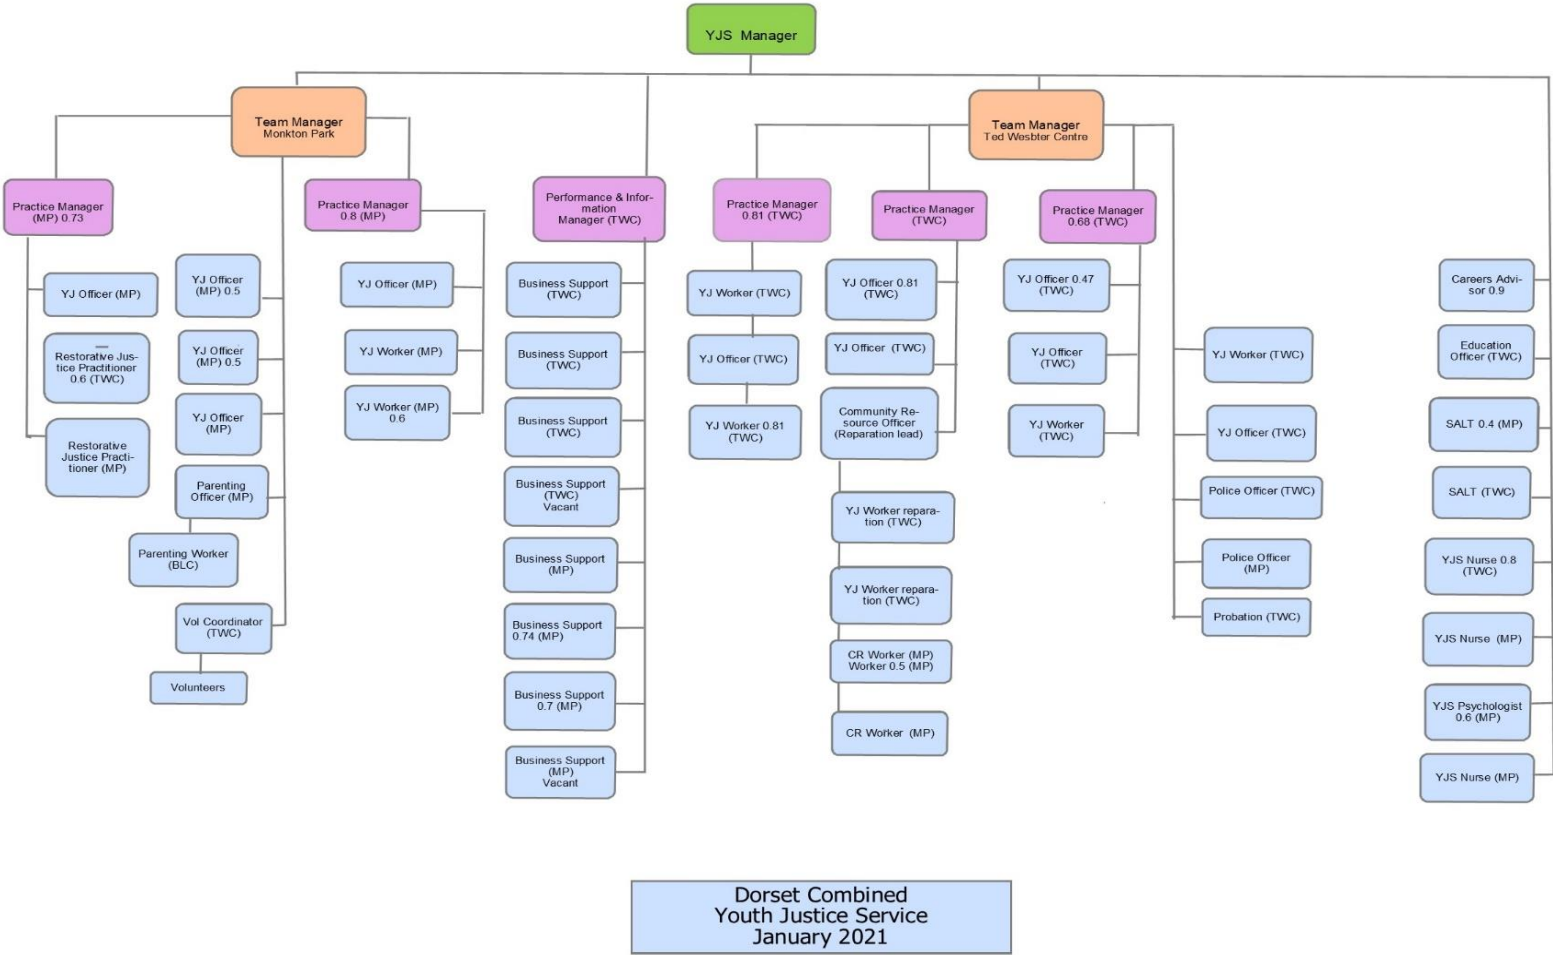 YJS Manager
Team Manager
Monkton Park
Team Manager
Ted Wesbter Centre
Practice Manager
(MP) 0.73
Practice Manager
0.8 (MP)
Performance & Infor-
mation
Manager (TWC)
Practice Manager
0.81 (TWC)
Practice Manager
(TWC)
Practice Manager
0.68 (TWC)
YJ Officer (MP)
Restorative Jus-
tice Practitioner
0.6 (TWC)
Restorative
Justice Practi-
tioner (MP)
YJ Officer
(MP) 0.5
YJ Officer
(MP) 0.5
YJ Officer
(MP)
Parenting
Officer (MP)
Parenting Worker
(BLC)
Vol Coordinator
(TWC)
Volunteers
YJ Officer (MP)
YJ Worker (MP)
YJ Worker (MP)
0.6
Business Support
(TWC)
Business Support
(TWC)
Business Support
(TWC)
Business Support
(TWC)
Vacant
Business Support
(MP)
Business Support
0.74 (MP)
Business Support
0.7 (MP)
Business Support
(MP)
Vacant
YJ Worker (TWC)
YJ Officer (TWC)
YJ Worker 0.81
(TWC)
YJ Officer 0.81
(TWC)
YJ Officer (TWC)
Community Re-
source Officer
(Reparation lead)
YJ Worker repara-
tion (TWC)
YJ Worker repara-
tion (TWC)
CR Worker (MP)
Worker 0.5 (MP)
CR Worker (MP)
YJ Officer 0.47
(TWC)
YJ Officer
(TWC)
YJ Worker
(TWC)
YJ Worker (TWC)
YJ Officer (TWC)
Police Officer (TWC)
Police Officer
(MP)
Probation (TWC)
Careers Advi-
sor 0.9
Education
Officer (TWC)
SALT 0.4 (MP)
SALT (TWC)
YJS Nurse 0.8
(TWC)
YJS Nurse (MP)
YJS Psychologist
0.6 (MP)
YJS Nurse (MP)
Dorset Combined
Youth Justice Service
January 2021